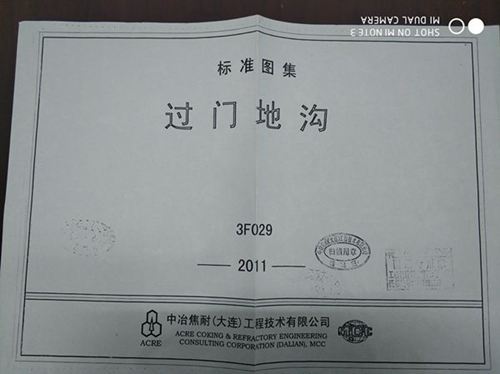 SHOT ON MI NOTE 3
MI DUAL CAMERA
标准图集
过门地沟
3F029
2011
中冶焦耐(大连)工程技术有限公司
ACRE COKING & REFRACTORY ENGINEERING
CONSULTING CORPORATION (DALIAN), MCC
ACRE